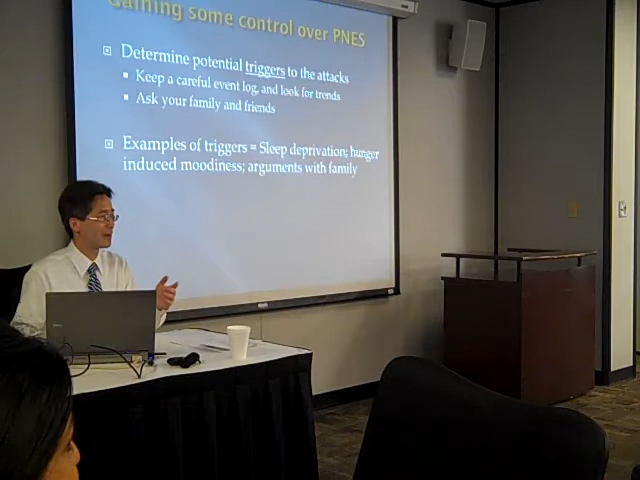 Gaining some control over PNES
Determine potential triggers to the attacks
Keep a careful event log, and look for trends
Ask your family and friends
Examples of triggers = Sleep deprivation; hunger
induced moodiness; arguments with family